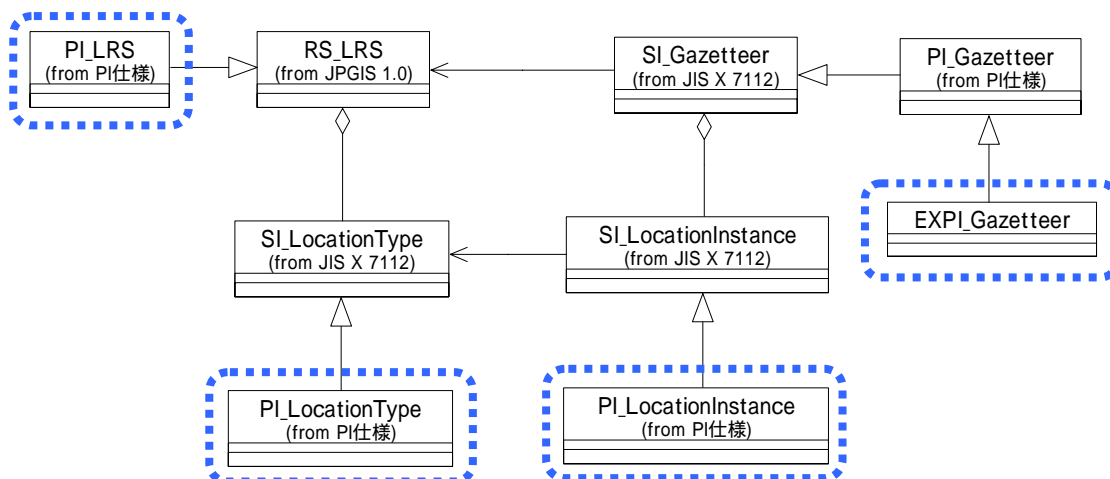 PI_LRS
(from PI仕様)
RS_LRS
(from JPGIS 1.0)
SI_Gazetteer
(from JIS X 7112)
PI_Gazetteer
(from PI仕様)
EXPI_Gazetteer
SI_LocationType
(from JIS X 7112)
SI_LocationInstance
(from JIS X 7112)
PI_LocationType
(from PI仕様)
PI_LocationInstance
(from PI仕様)